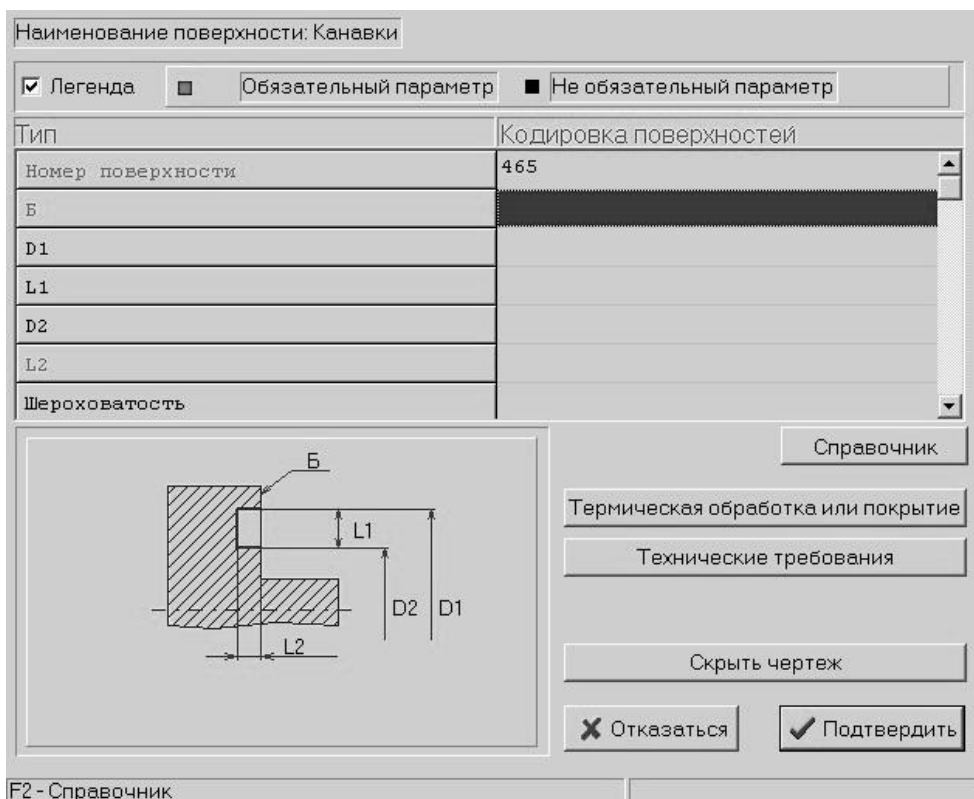 Наименование поверхности: Канавки
Легенда Обязательный параметр Не обязательный параметр
Тип Кодировка поверхностей
Номер поверхности 465
Б
D1
L1
D2
L2
Шероховатость
Справочник
Б
L1
D2 D1
L2
Термическая обработка или покрытие
Технические требования
Скрыть чертеж
Отказаться Подтвердить
F2 - Справочник